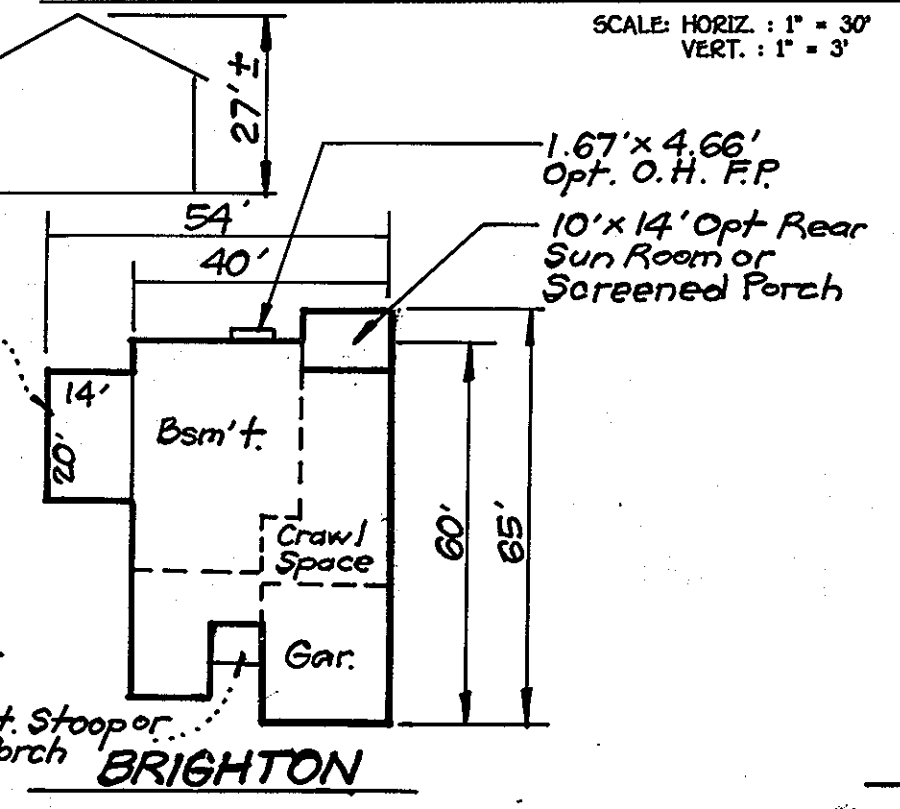 SCALE: HORIZ. : 1" = 30'
VERT. : 1" = 3'
27' ±
1.67' × 4.66'
Opt. O.H. F.P.
54'
10' × 14' Opt Rear
Sun Room or
Screened Porch
40'
14'
20'
Bsm't.
Crawl
Space
60'
65'
Gar.
Stoop or
BRIGHTON